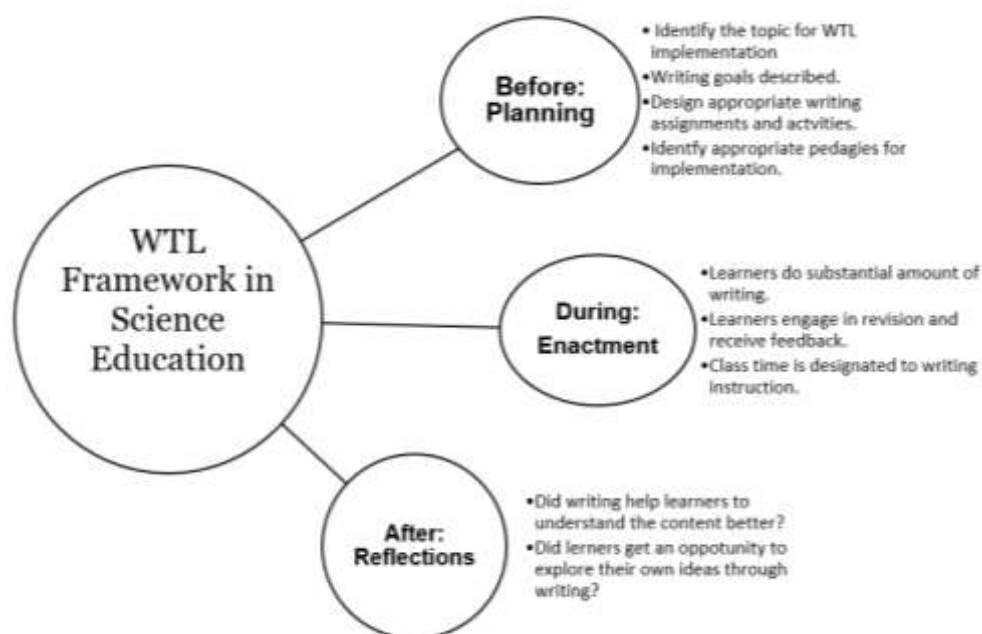 WTL
Framework in
Science
Education
Before:
Planning
• Identify the topic for WTL
implementation
•Writing goals described.
•Design appropriate writing
assignments and actvities.
•Identfy appropriate pedagies for
implementation.
During:
Enactment
•Learners do substantial amount of
writing.
•Learners engage in revision and
receive feedback.
•Class time is designated to writing
instruction.
After:
Reflections
•Did writing help learners to
understand the content better?
•Did lerners get an oppotunity to
explore their own ideas through
writing?